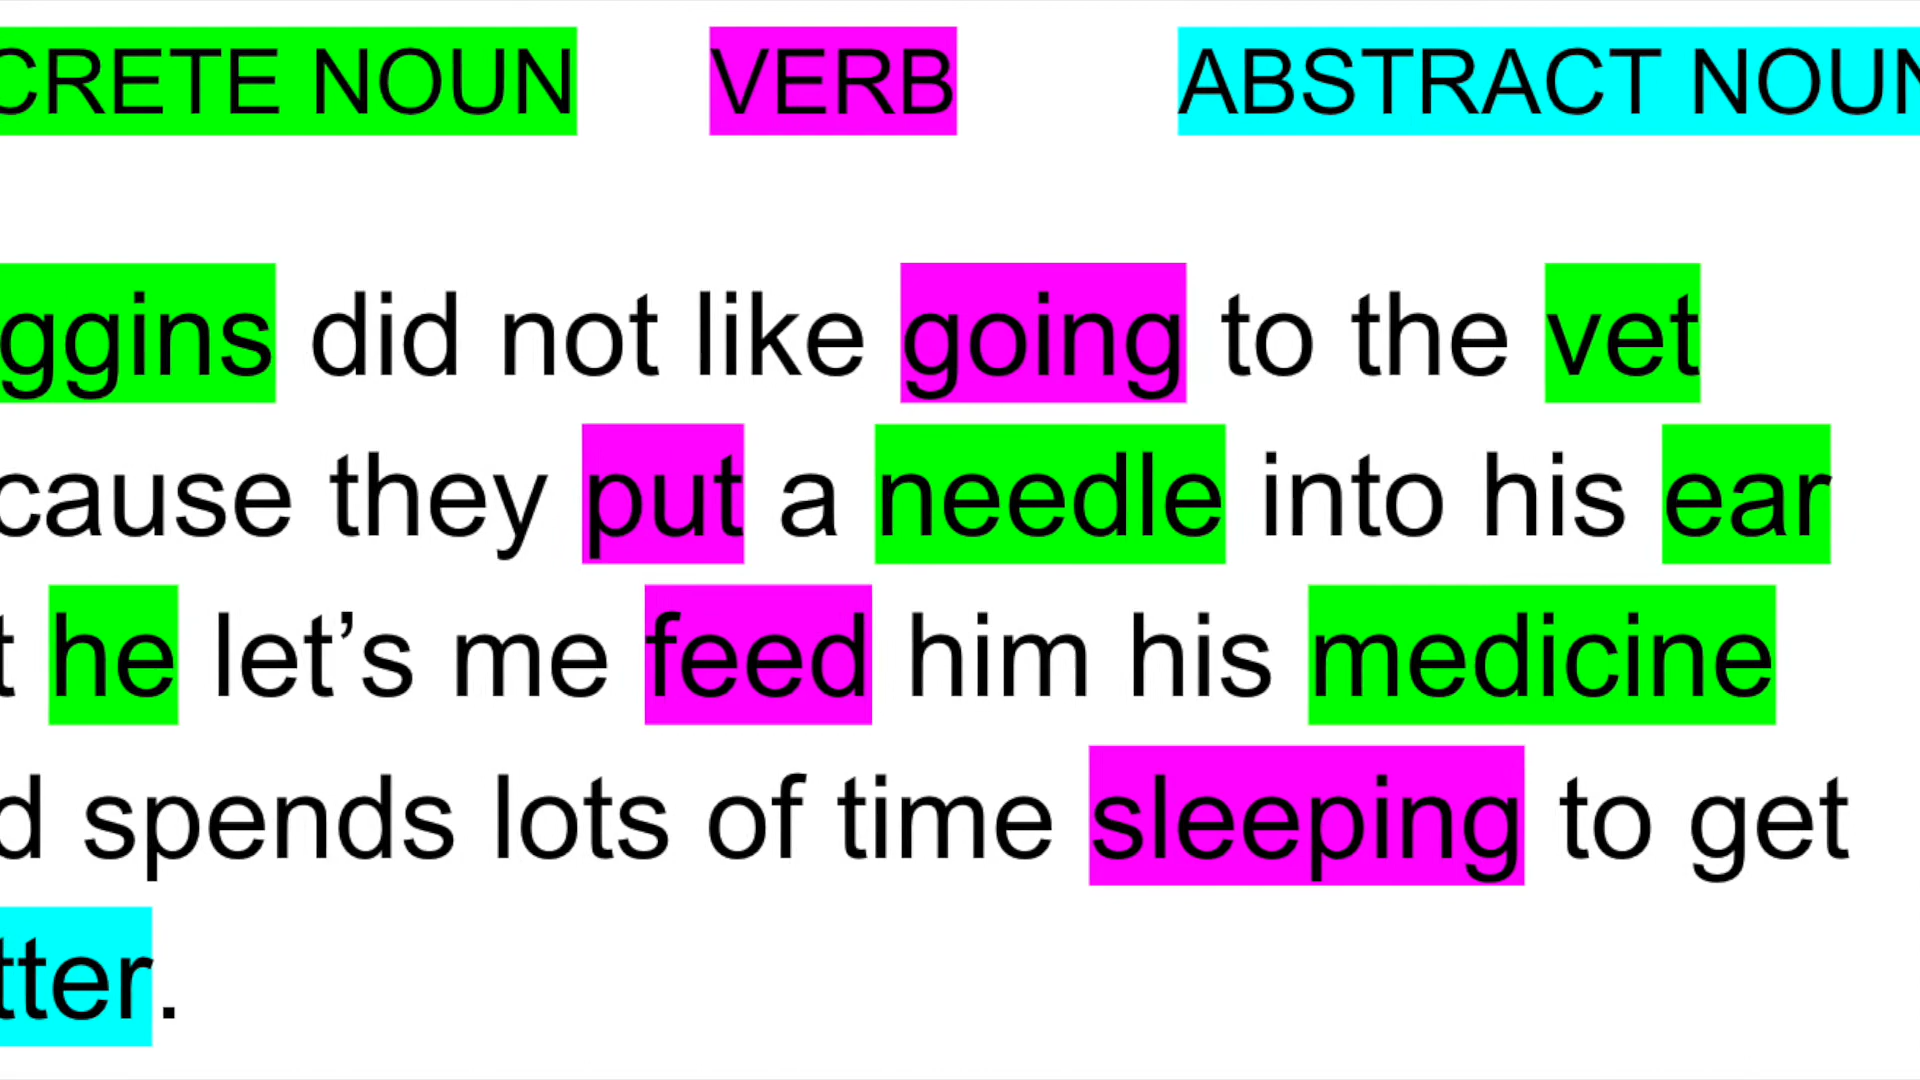 CRETE NOUN VERB ABSTRACT NOUN
ggins did not like going to the vet
cause they put a needle into his ear
t he let’s me feed him his medicine
d spends lots of time sleeping to get
tter.